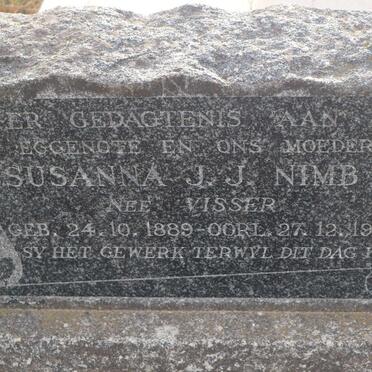 ER GEDAGTENIS AAN
EGGENOTE EN ONS MOEDER
SUSANNA J. J. NIMB
NEE VISSER
GEB. 24.10.1889-OORL. 27.12.19
SY HET GEWERK TERWYL DIT DAG